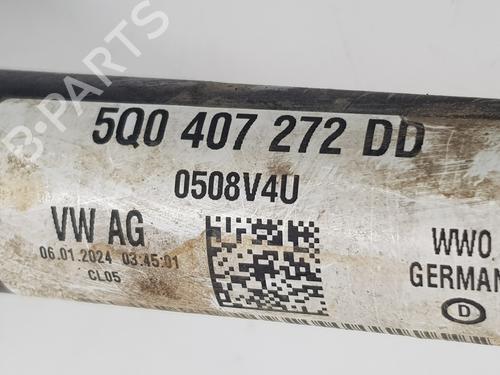 5Q0 407 272 DD
0508V4U
VW AG
06.01.2024 03:45:01
CL05
WWO
GERMAN
D
B-PARTS